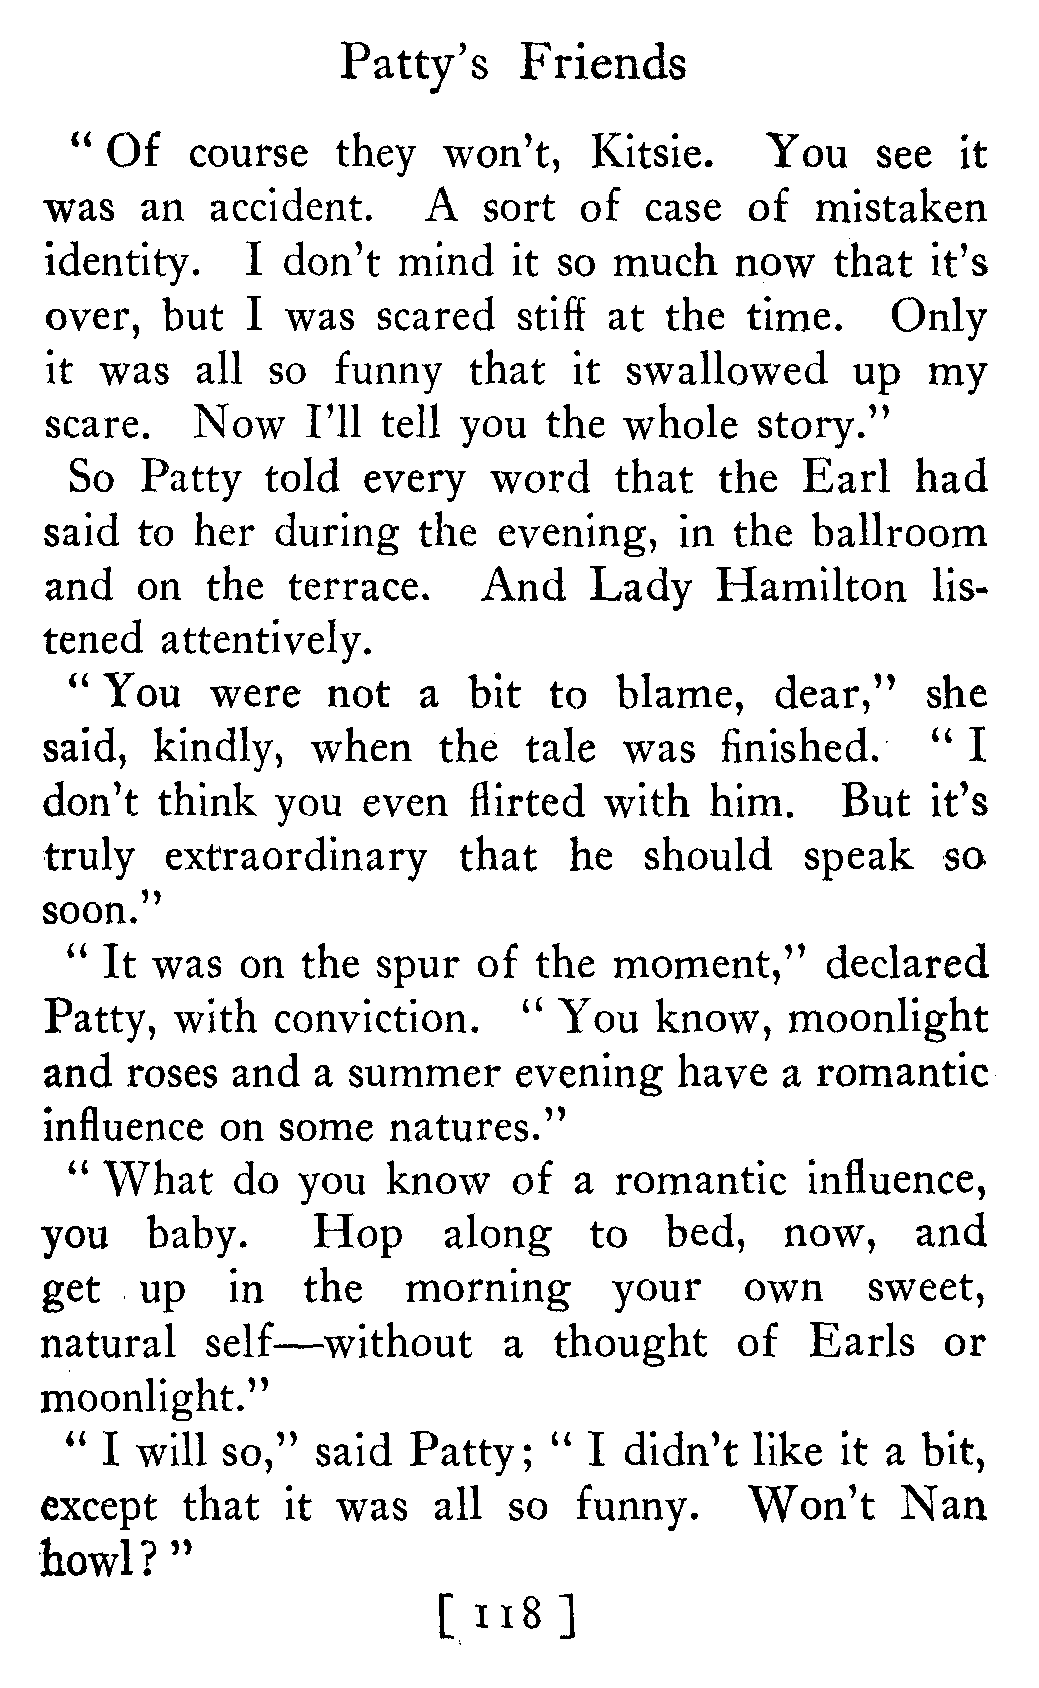 Patty's Friends
" Of course they won't, Kitsie. You see it
was an accident. A sort of case of mistaken
identity. I don't mind it so much now that it's
over, but I was scared stiff at the time. Only
it was all so funny that it swallowed up my
scare. Now I'll tell you the whole story."
So Patty told every word that the Earl had
said to her during the evening, in the ballroom
and on the terrace. And Lady Hamilton lis-
tened attentively.
" You were not a bit to blame, dear," she
said, kindly, when the tale was finished. " I
don't think you even flirted with him. But it's
truly extraordinary that he should speak so
soon."
" It was on the spur of the moment," declared
Patty, with conviction. " You know, moonlight
and roses and a summer evening have a romantic
influence on some natures."
" What do you know of a romantic influence,
you baby. Hop along to bed, now, and
get up in the morning your own sweet,
natural self—without a thought of Earls or
moonlight."
" I will so," said Patty; " I didn't like it a bit,
except that it was all so funny. Won't Nan
howl? "
[ 118 ]